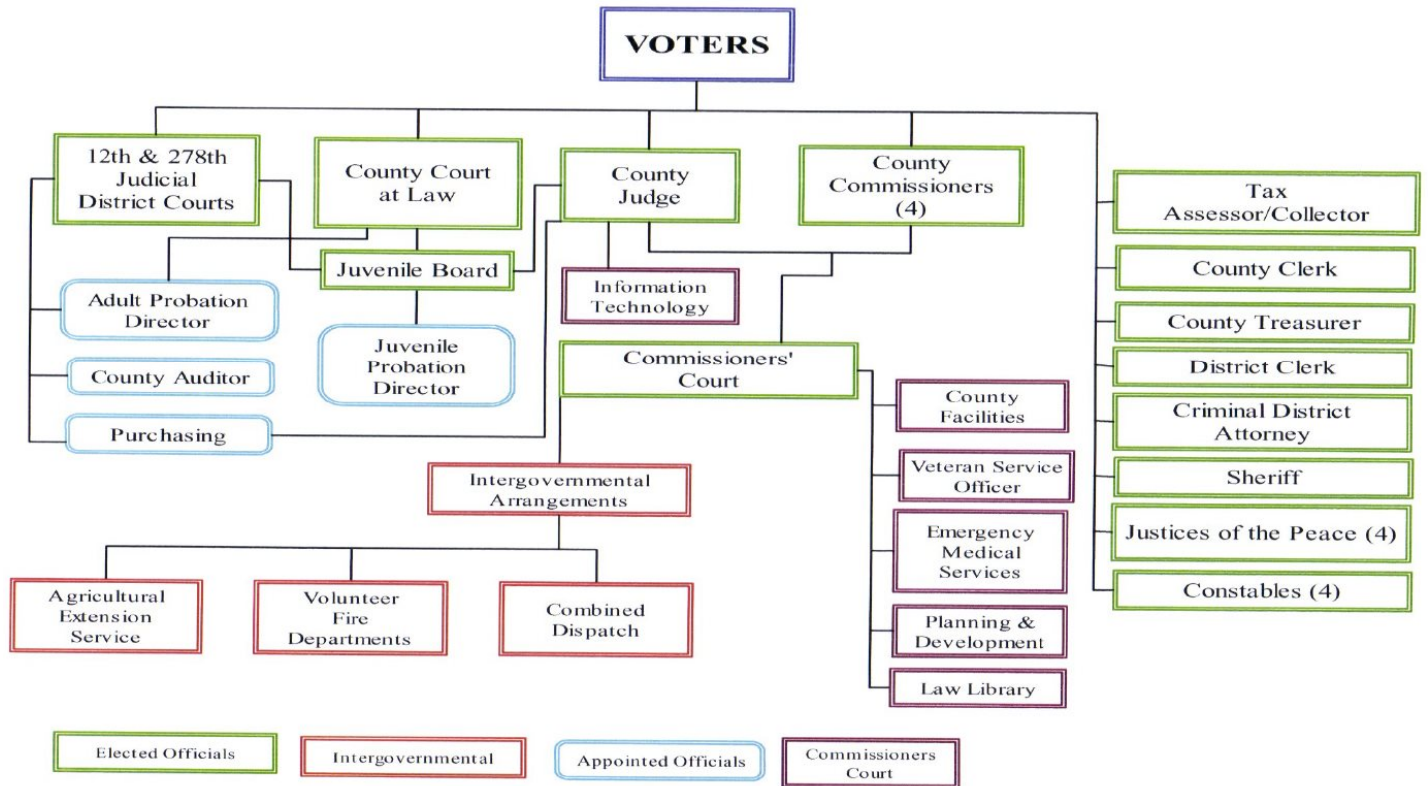 VOTERS
12th & 278th
Judicial
District Courts
County Court
at Law
County
Judge
County
Commissioners
(4)
Tax
Assessor/Collector
County Clerk
County Treasurer
District Clerk
Criminal District
Attorney
Sheriff
Justices of the Peace (4)
Constables (4)
Juvenile Board
Information
Technology
Adult Probation
Director
County Auditor
Purchasing
Juvenile
Probation
Director
Commissioners'
Court
County
Facilities
Veteran Service
Officer
Emergency
Medical
Services
Planning &
Development
Law Library
Intergovernmental
Arrangements
Agricultural
Extension
Service
Volunteer
Fire
Departments
Combined
Dispatch
Elected Officials
Intergovernmental
Appointed Officials
Commissioners
Court